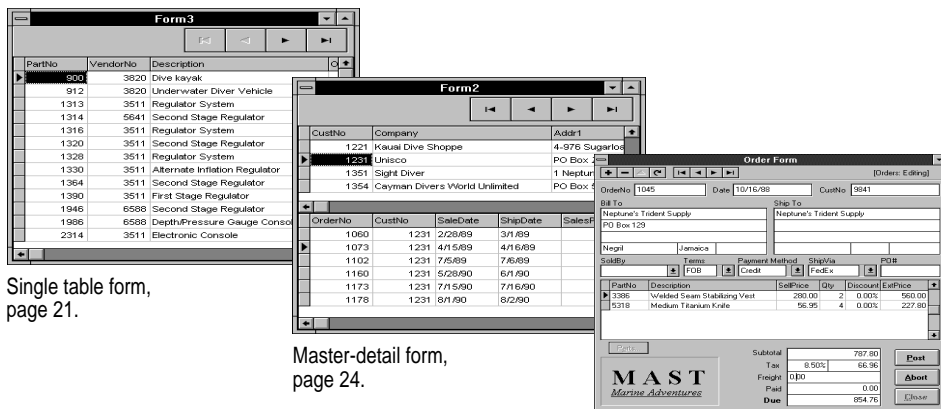 Form3
PartNo VendorNo Description O
900 3820 Dive kayak
912 3820 Underwater Diver Vehicle
1313 3511 Regulator System
1314 5641 Second Stage Regulator
1316 3511 Regulator System
1320 3511 Second Stage Regulator
1328 3511 Regulator System
1330 3511 Alternate Inflation Regulator
1364 3511 Second Stage Regulator
1390 3511 First Stage Regulator
1946 6588 Second Stage Regulator
1986 6588 Depth/Pressure Gauge Consol
2314 3511 Electronic Console
Single table form,
page 21.
Form2
CustNo Company Addr1
1221 Kauai Dive Shoppe 4-976 Sugarloa
1231 Unisco PO Box
1351 Sight Diver 1 Neptun
1354 Cayman Divers World Unlimited PO Box
OrderNo CustNo SaleDate ShipDate SalesP
1060 1231 2/28/89 3/1/89
1073 1231 4/15/89 4/16/89
1102 1231 7/5/89 7/6/89
1160 1231 5/28/90 6/1/90
1173 1231 7/15/90 7/16/90
1178 1231 8/1/90 8/2/90
Master-detail form,
page 24.
Order Form
[Orders: Editing]
OrderNo 1045 Date 10/16/88 CustNo 9841
Bill To Ship To
Neptune's Trident Supply Neptune's Trident Supply
PO Box 129
Negril Jamaica
SoldBy Terms Payment Method ShipVia PO#
FOB Credit FedEx
PartNo Description SellPrice Qty Discount ExtPrice
3386 Welded Seam Stabilizing Vest 280.00 2 0.00% 560.00
5318 Medium Titanium Knife 56.95 4 0.00% 227.80
Parts
MAST
Marine Adventures
Subtotal 787.80
Tax 8.50% 66.96
Freight 0.00
Paid 0.00
Due 854.76
Post
Abort
Close